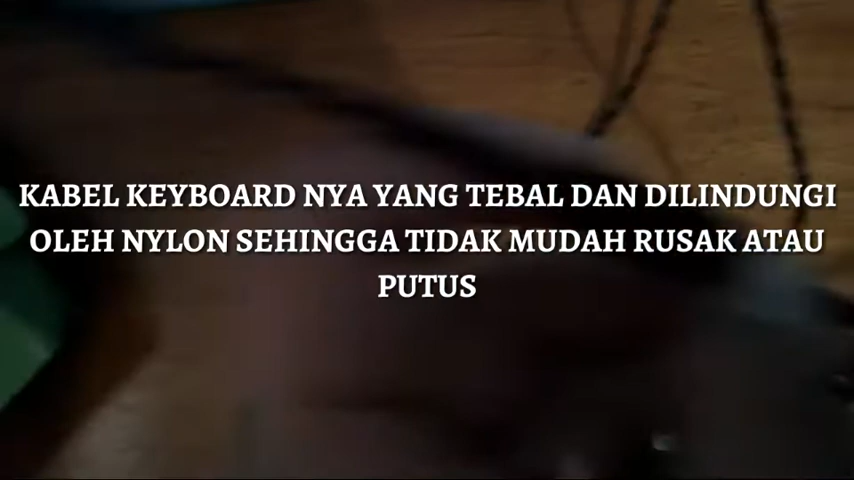 KABEL KEYBOARD NYA YANG TEBAL DAN DILINDUNGI
OLEH NYLON SEHINGGA TIDAK MUDAH RUSAK ATAU
PUTUS